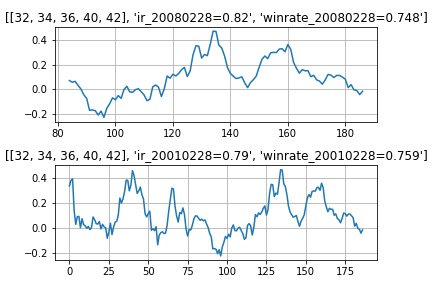 [[32, 34, 36, 40, 42], 'ir_20080228=0.82', 'winrate_20080228=0.748']
0.4
0.2
0.0
−0.2
80 100 120 140 160 180
[[32, 34, 36, 40, 42], 'ir_20010228=0.79', 'winrate_20010228=0.759']
0.4
0.2
0.0
−0.2
0 25 50 75 100 125 150 175